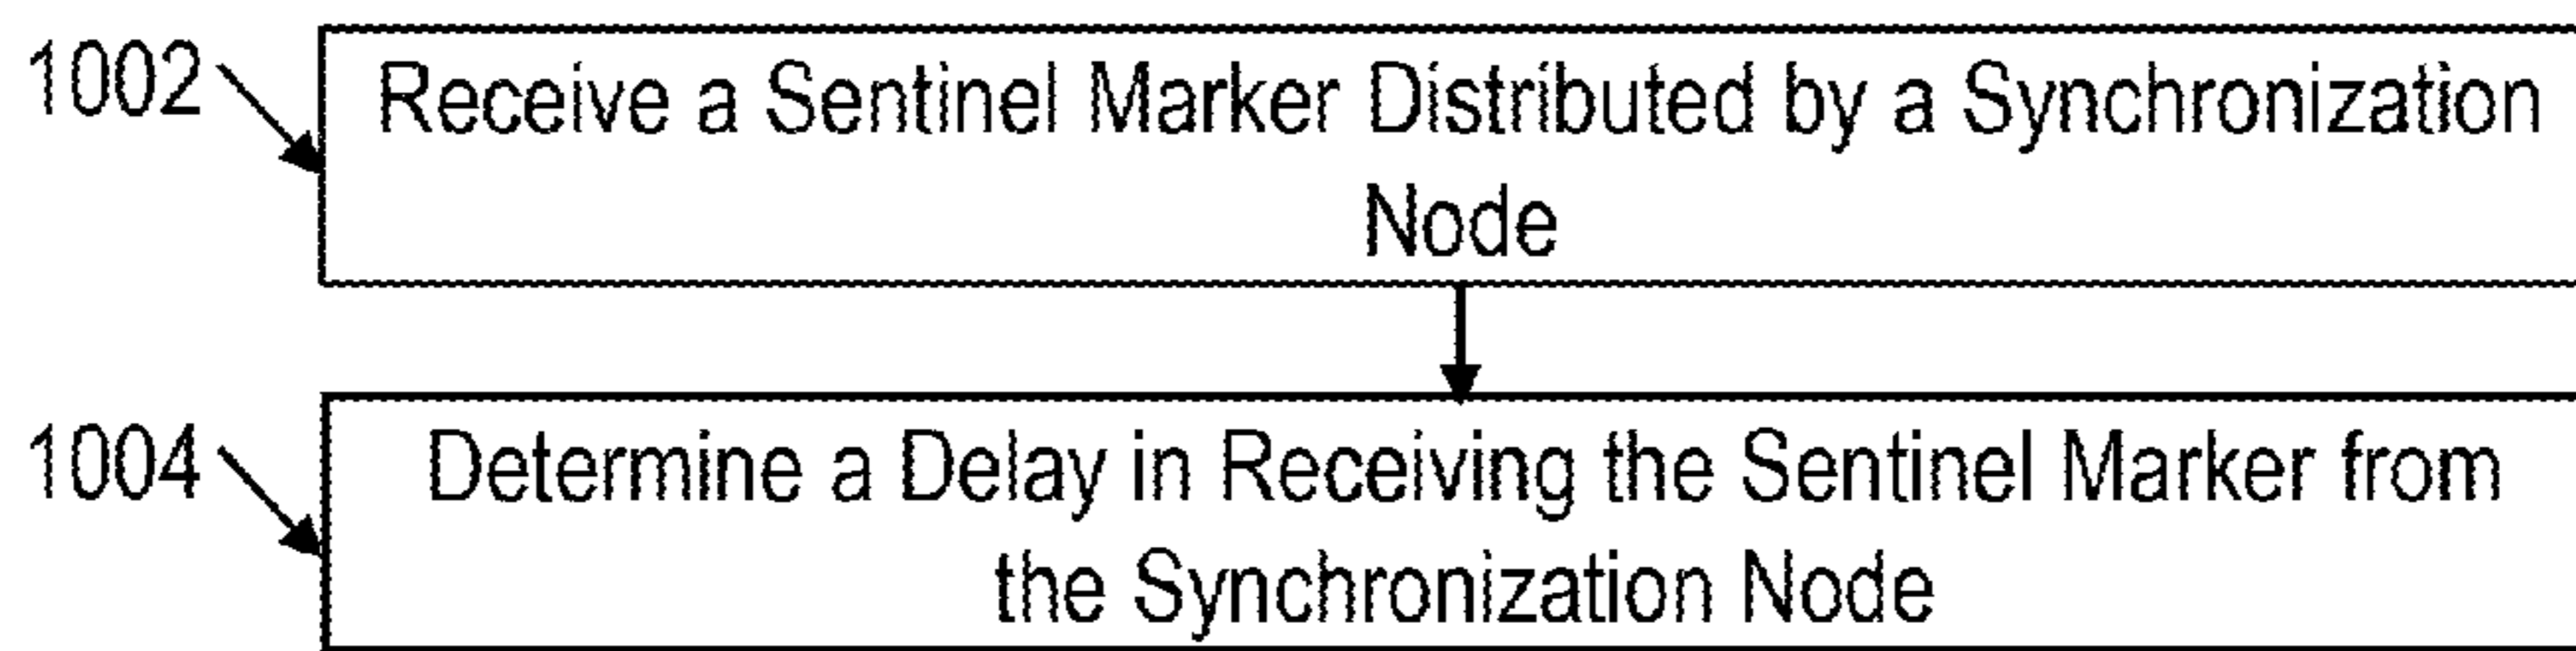 1002
Receive a Sentinel Marker Distributed by a Synchronization
Node
1004
Determine a Delay in Receiving the Sentinel Marker from
the Synchronization Node